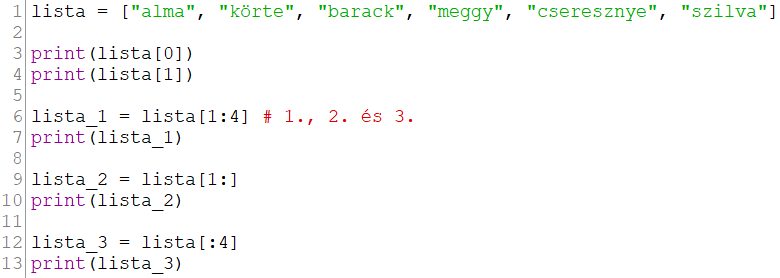 1 lista = ["alma", "körte", "barack", "meggy", "cseresznye", "szilva"]
2
3 print(lista[0])
4 print(lista[1])
5
6 lista_1 = lista[1:4] # 1., 2. és 3.
7 print(lista_1)
8
9 lista_2 = lista[1:]
10 print(lista_2)
11
12 lista_3 = lista[:4]
13 print(lista_3)